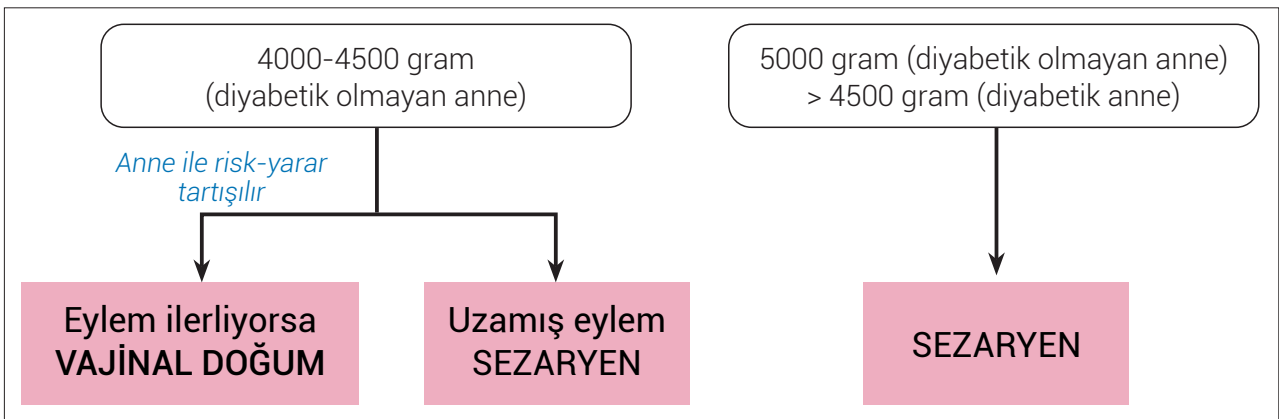 4000-4500 gram
(diyabetik olmayan anne)
5000 gram (diyabetik olmayan anne)
> 4500 gram (diyabetik anne)
Anne ile risk-yarar
tartışılır
Eylem ilerliyorsa
VAJİNAL DOĞUM
Uzamış eylem
SEZARYEN
SEZARYEN